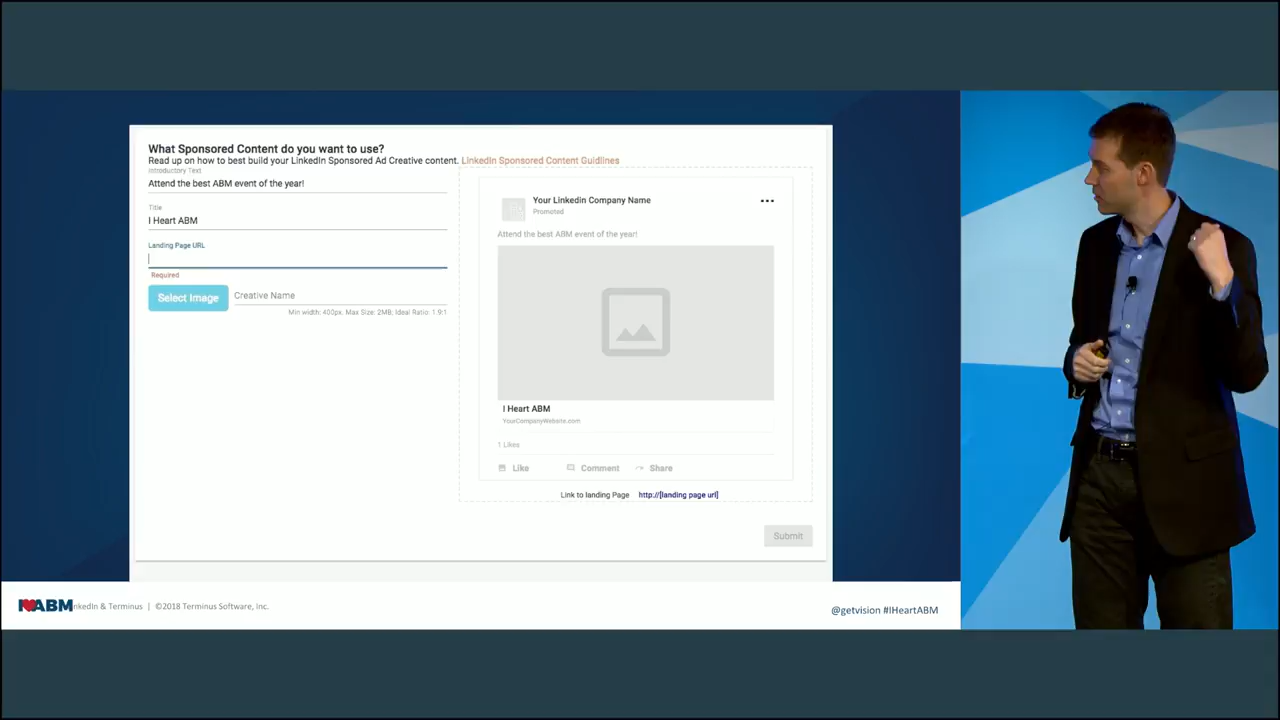 What Sponsored Content do you want to use?
Read up on how to best build your LinkedIn Sponsored Ad Creative content. LinkedIn Sponsored Content Guidlines
Introductory Text
Attend the best ABM event of the year!
Title
I Heart ABM
Landing Page URL
Required
Select Image
Creative Name
Min width: 400px. Max Size: 2MB; Ideal Ratio: 1.9:1
Your Linkedin Company Name
Promoted
Attend the best ABM event of the year!
I Heart ABM
YourCompanyWebsite.com
1 Likes
Like Comment Share
Link to landing Page http://[landing page url]
Submit
I ABM nkedIn & Terminus | ©2018 Terminus Software, Inc.
@getvision #IHeartABM